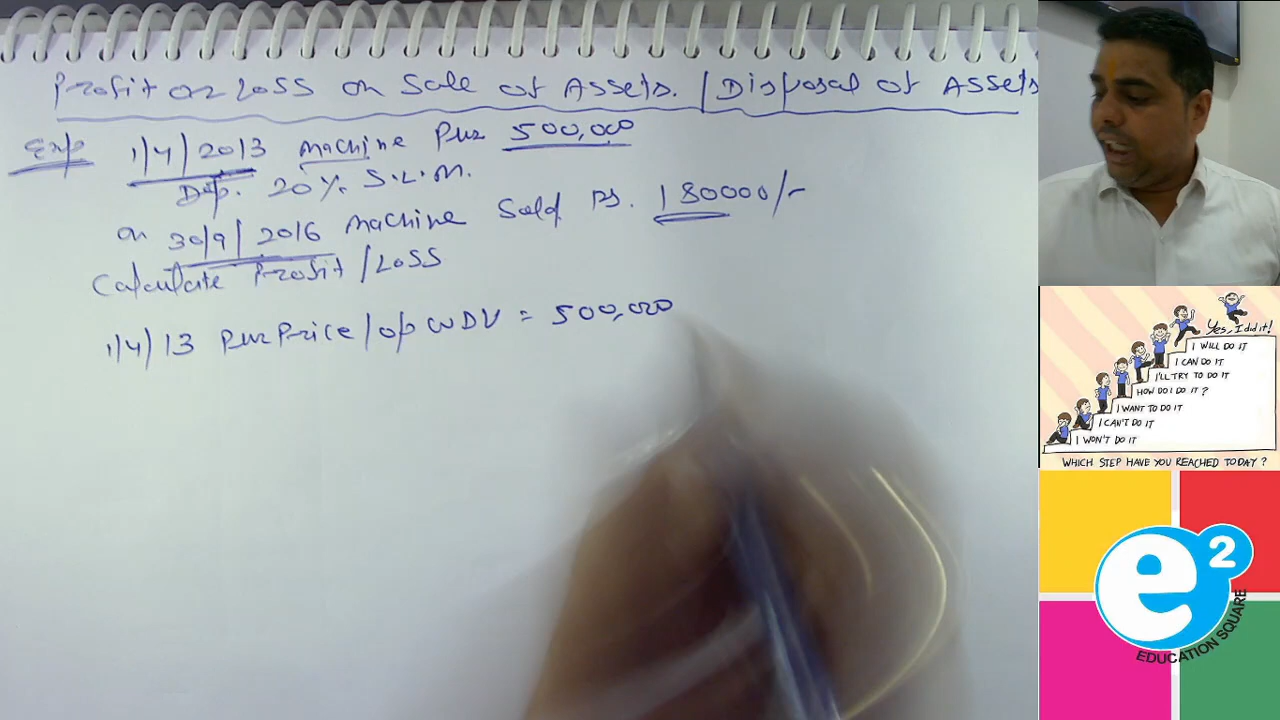 Profit or Loss on Sale of Assets. / Disposal of Assets
Exp 1/4/2013 Machine Pur 500,000
Dep. 20% S.L.M.
on 30/9/2016 Machine Sold Rs. 180000/-
Calculate Profit/Loss
1/4/13 Pur Price/op WDV = 500,000
Yes, I did it!
I WILL DO IT
I CAN DO IT
I'LL TRY TO DO IT
HOW DO I DO IT?
I WANT TO DO IT
I CAN'T DO IT
I WON'T DO IT
WHICH STEP HAVE YOU REACHED TODAY?
e2
EDUCATION SQUARE